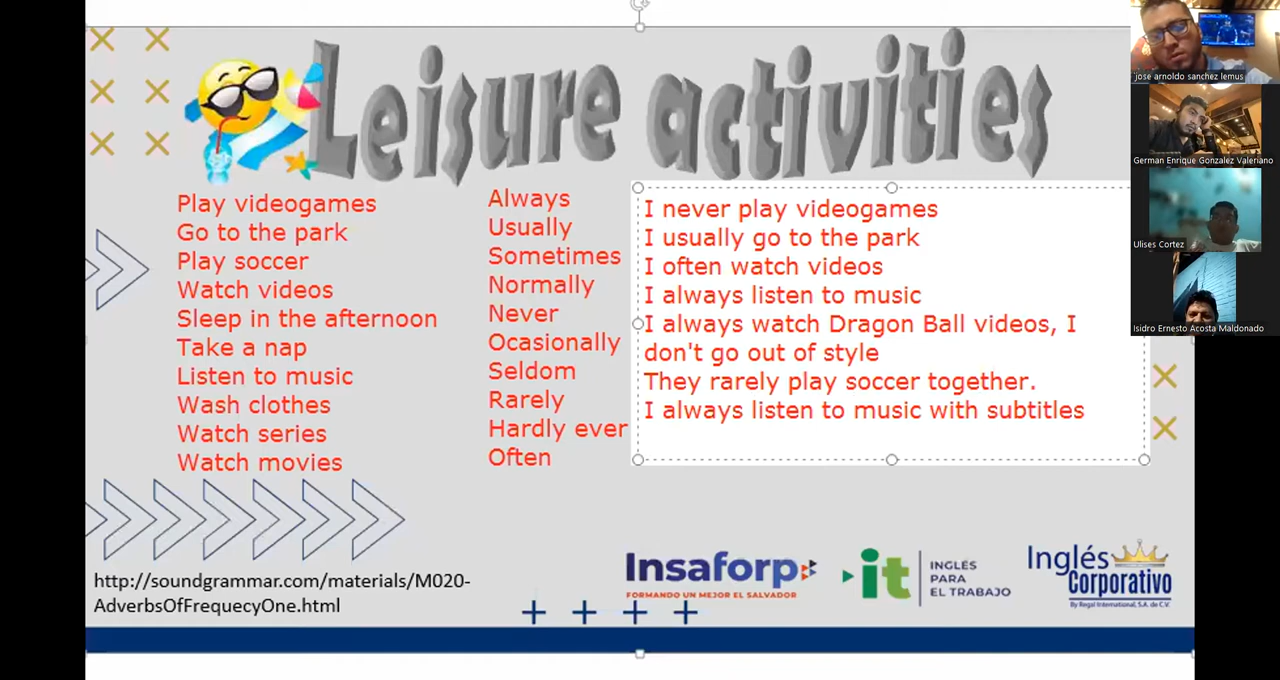 Leisure activities
Play videogames
Go to the park
Play soccer
Watch videos
Sleep in the afternoon
Take a nap
Listen to music
Wash clothes
Watch series
Watch movies
Always
Usually
Sometimes
Normally
Never
Ocasionally
Seldom
Rarely
Hardly ever
Often
I never play videogames
I usually go to the park
I often watch videos
I always listen to music
I always watch Dragon Ball videos, I
don't go out of style
They rarely play soccer together.
I always listen to music with subtitles
http://soundgrammar.com/materials/M020-
AdverbsOfFrequecyOne.html
Insaforp
FORMANDO UN MEJOR EL SALVADOR
it
INGLÉS
PARA
EL TRABAJO
Inglés
Corporativo
By Regal International, S.A. de C.V.
jose arnoldo sanchez lemus
German Enrique Gonzalez Valeriano
Ulises Cortez
Isidro Ernesto Acosta Maldonado